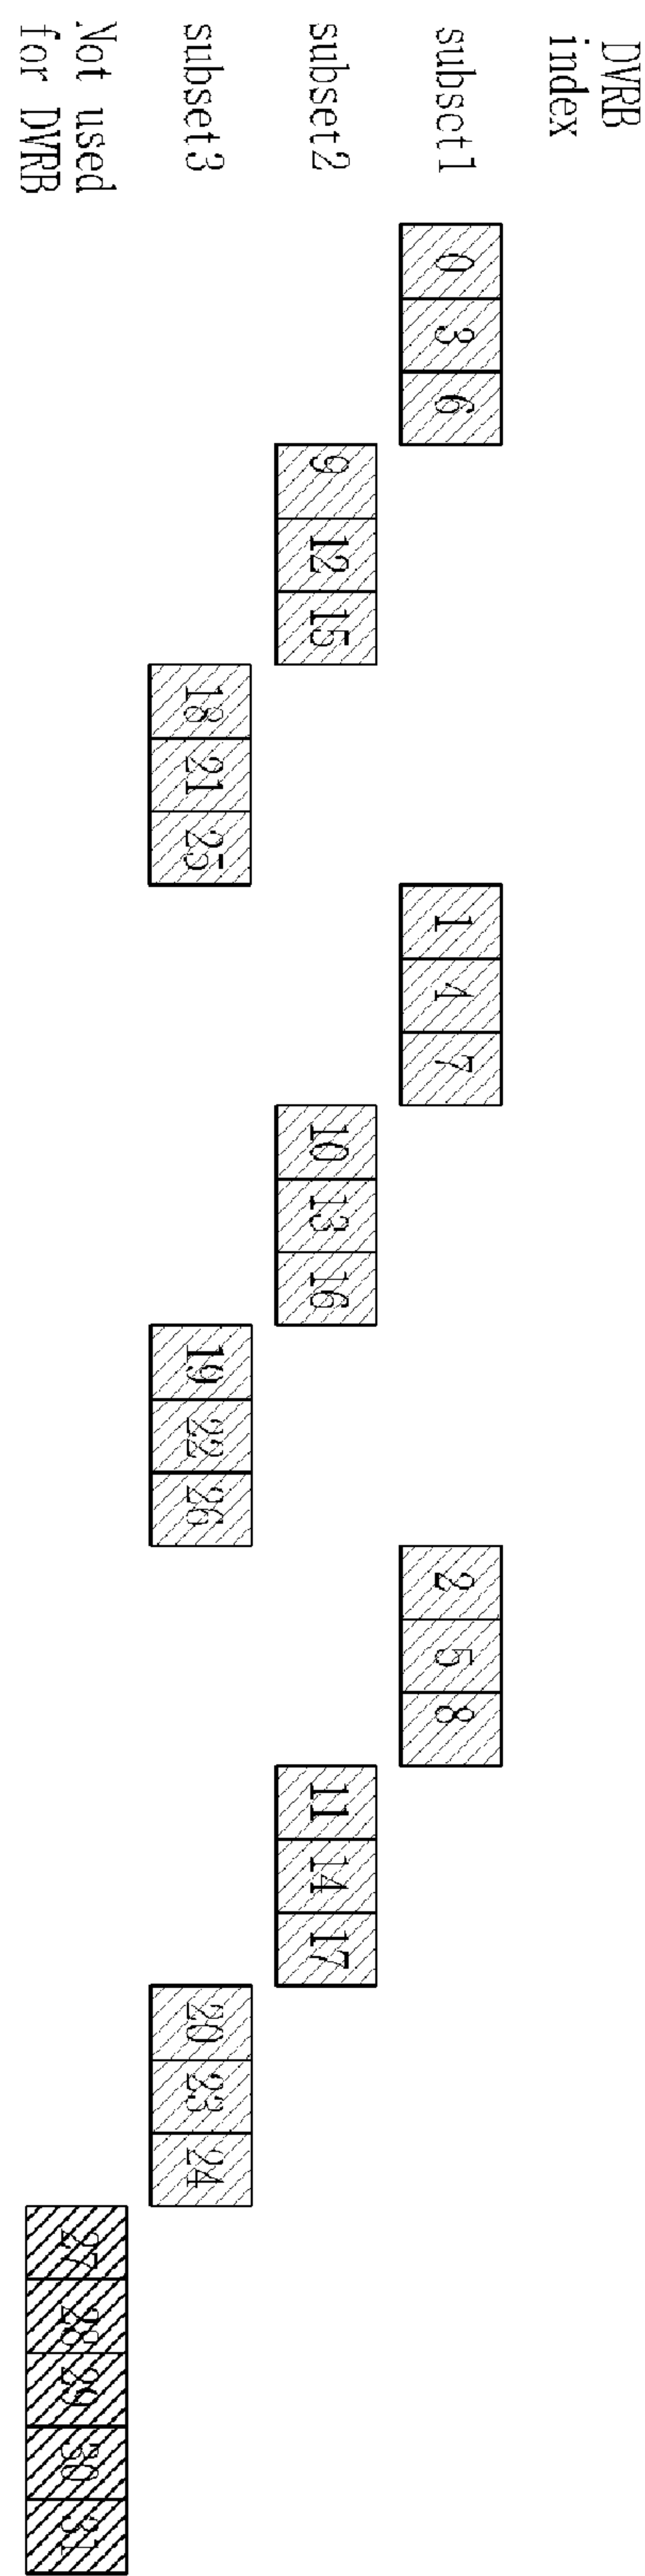 DVRB
index
subset1 0 3 6 1 4 7 2 5 8
subset2 9 12 15 10 13 16 11 14 17
subset3 18 21 25 19 22 26 20 23 24
Not used
for DVRB
27 28 29 30 31